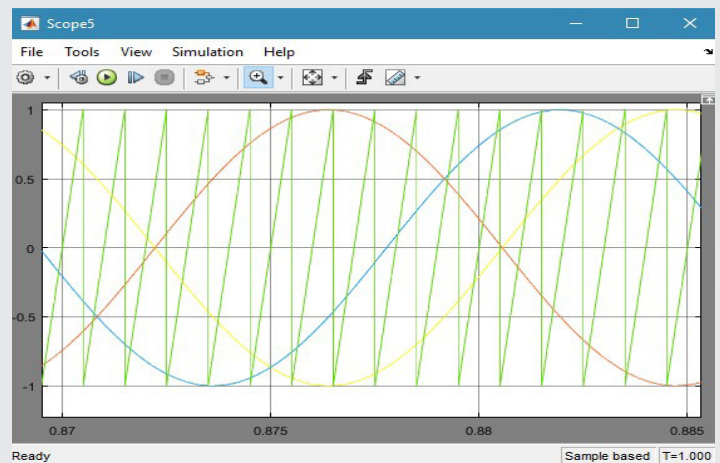 Scope5
File Tools View Simulation Help
1
0.5
0
-0.5
-1
0.87 0.875 0.88 0.885
Ready Sample based T=1.000